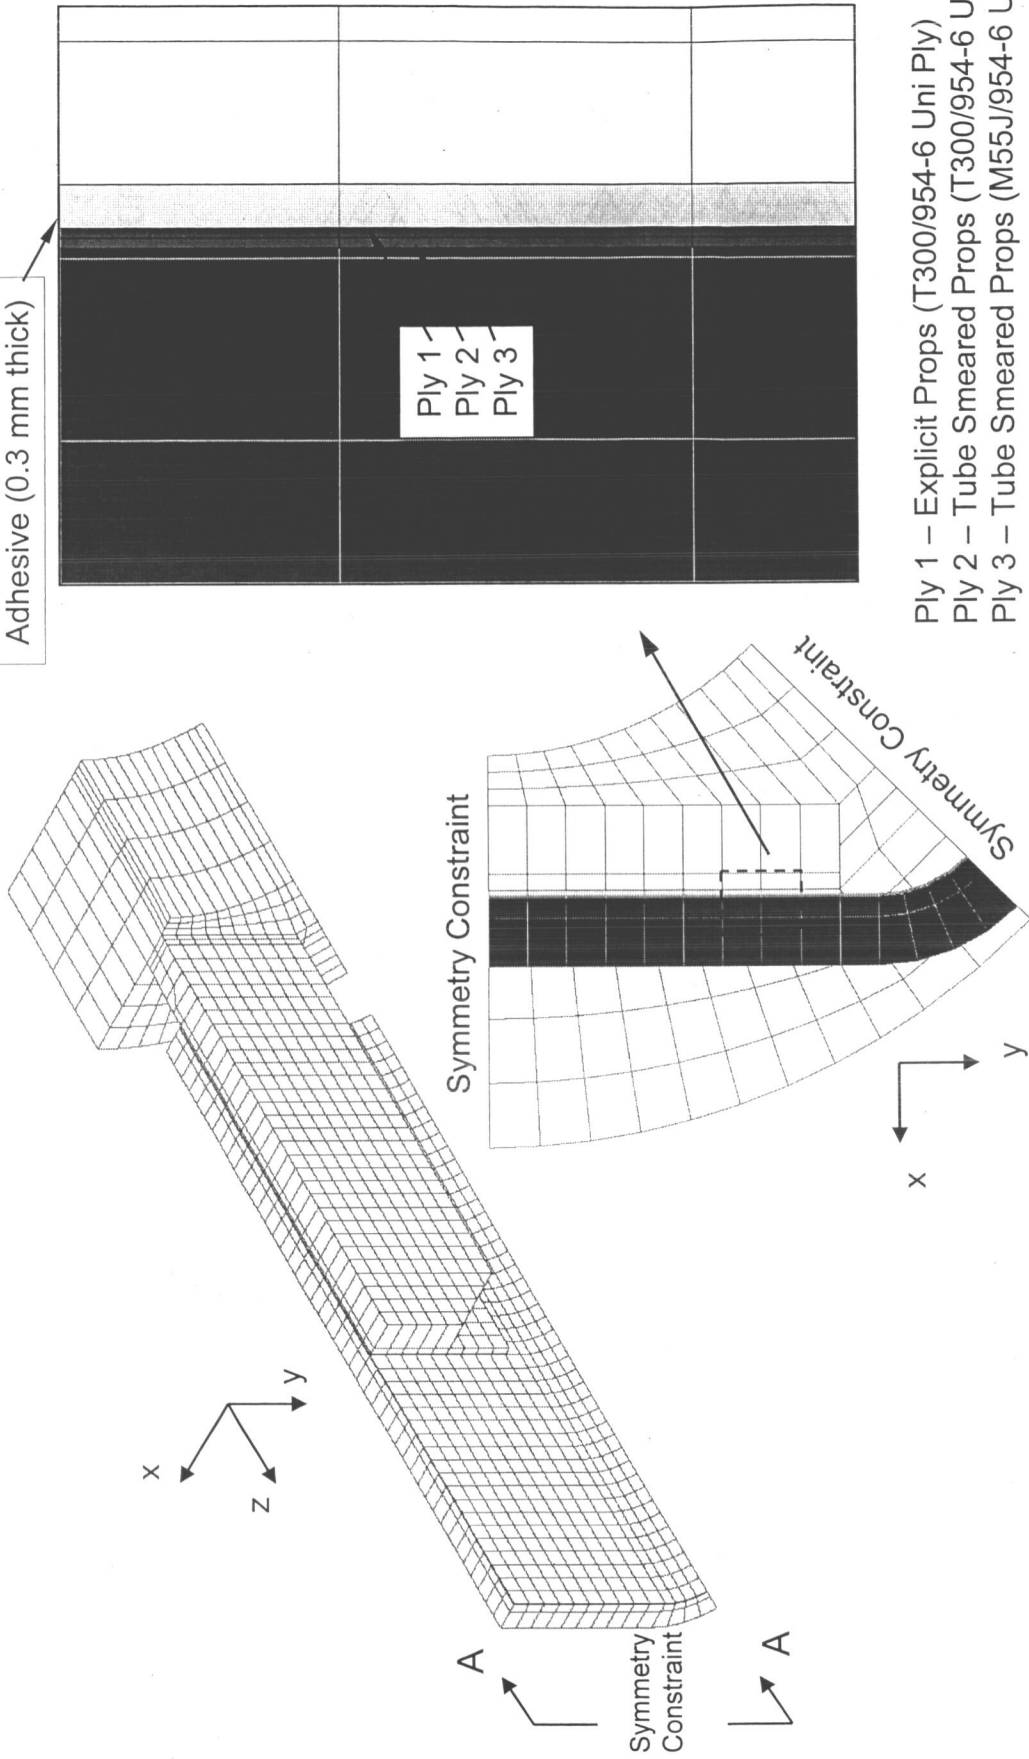 Adhesive (0.3 mm thick)
Ply 1
Ply 2
Ply 3
Ply 1 – Explicit Props (T300/954-6 Uni Ply)
Ply 2 – Tube Smeared Props (T300/954-6
Ply 3 – Tube Smeared Props (M55J/954-6
x
y
z
Symmetry Constraint
Symmetry Constraint
x
y
A
A
Symmetry
Constraint